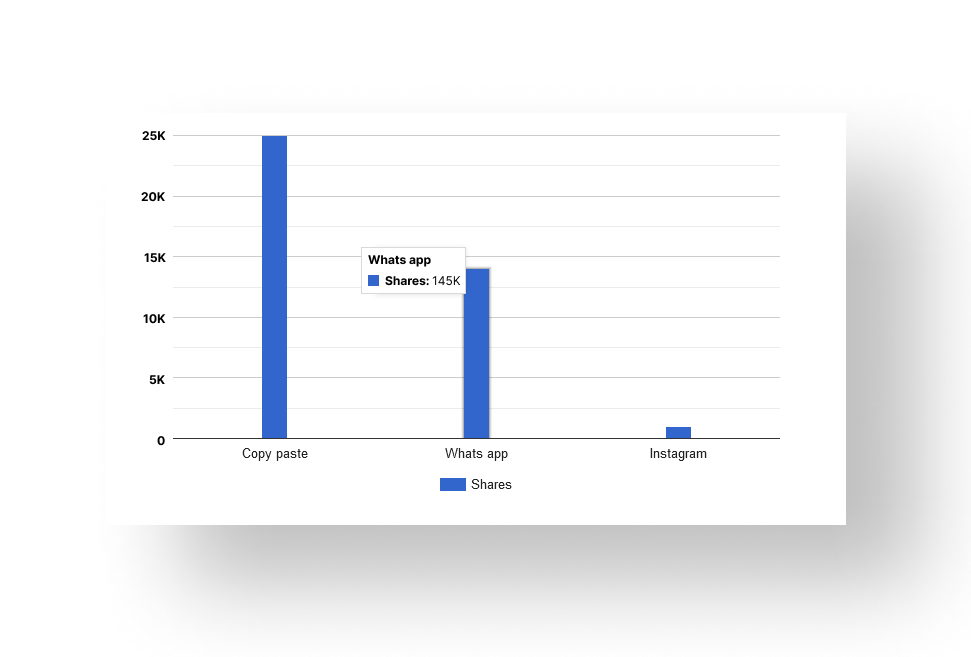 25K
20K
15K
10K
5K
0
Whats app
Shares: 145K
Copy paste
Whats app
Instagram
Shares